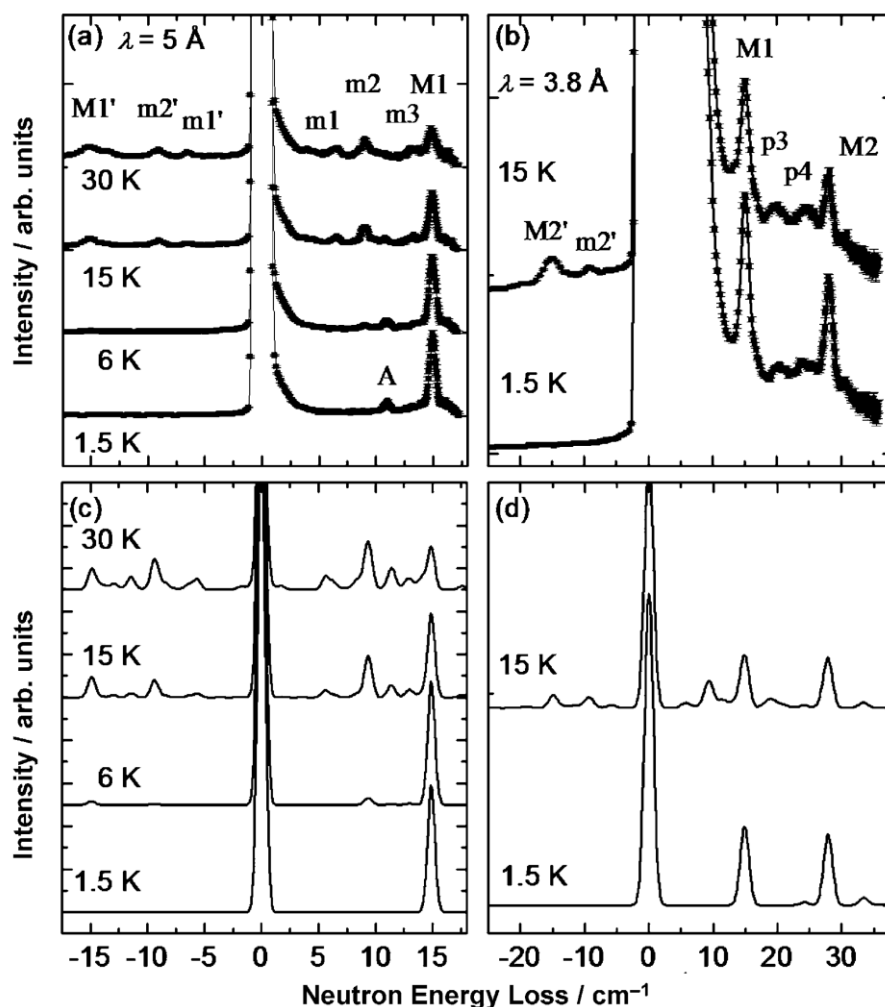 (a) λ = 5 Å
M1' m2' m1' m1 m2 m3 M1
30 K
15 K
6 K
A
1.5 K
Intensity / arb. units
(b)
λ = 3.8 Å
M1
p3
p4
M2
15 K
M2' m2'
1.5 K
(c)
30 K
15 K
6 K
1.5 K
Intensity / arb. units
-15 -10 -5 0 5 10 15
(d)
15 K
1.5 K
-20 -10 0 10 20 30
Neutron Energy Loss / cm⁻¹